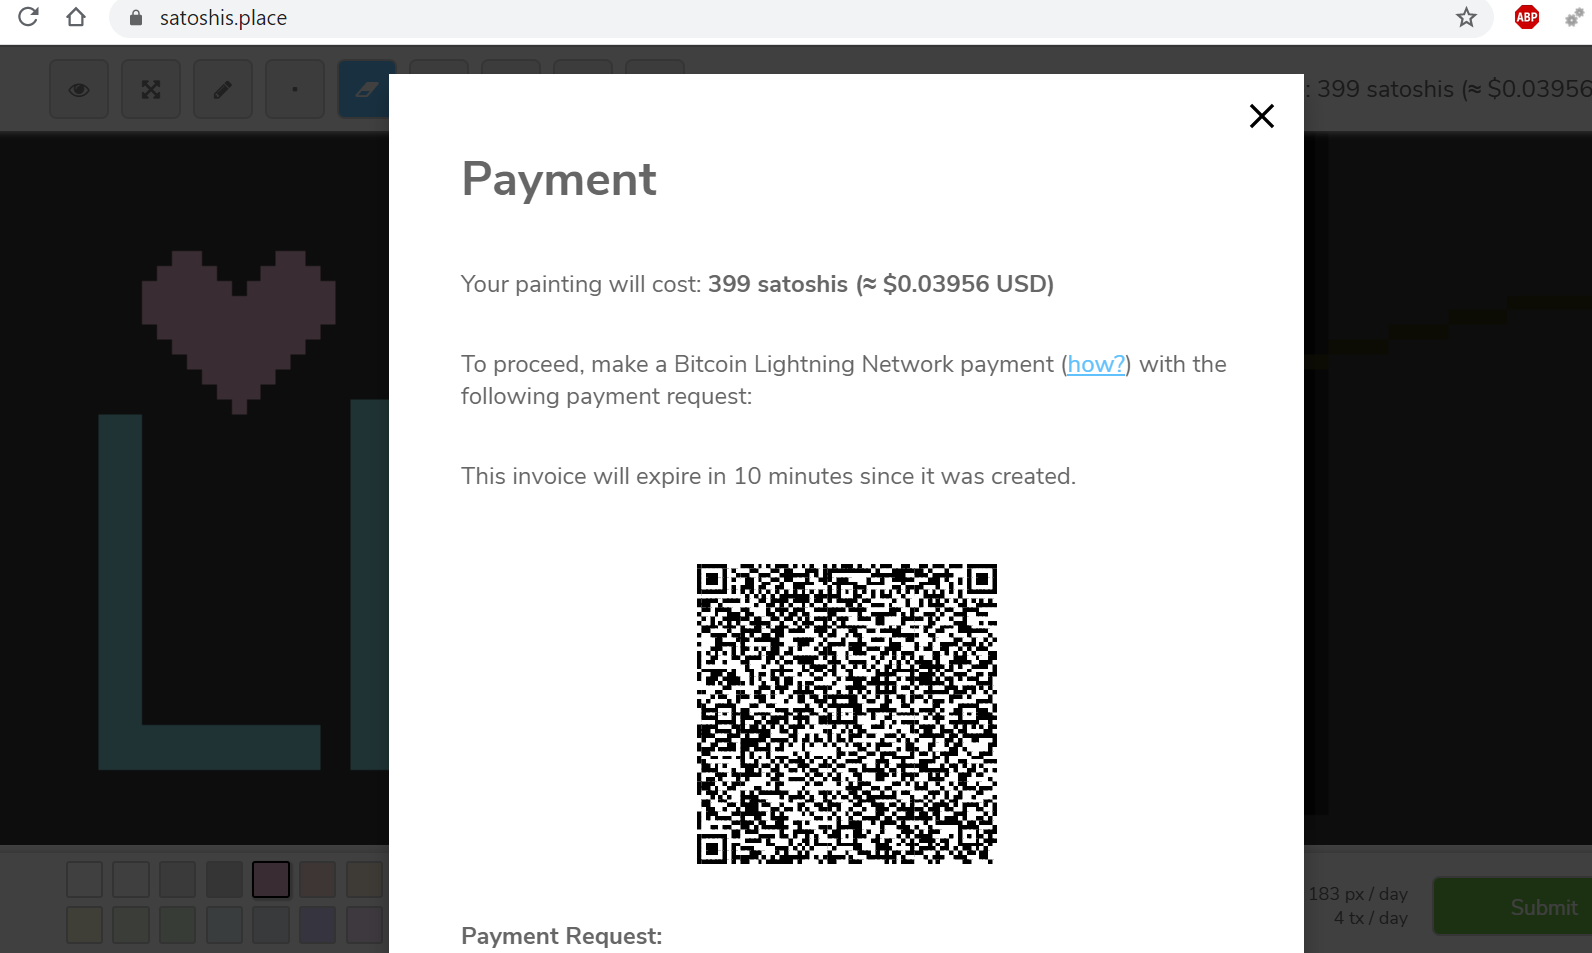 satoshis.place
ABP
: 399 satoshis (≈ $0.03956
Payment
Your painting will cost: 399 satoshis (≈ $0.03956 USD)
To proceed, make a Bitcoin Lightning Network payment (how?) with the
following payment request:
This invoice will expire in 10 minutes since it was created.
L
Payment Request:
183 px / day
4 tx / day
Submit